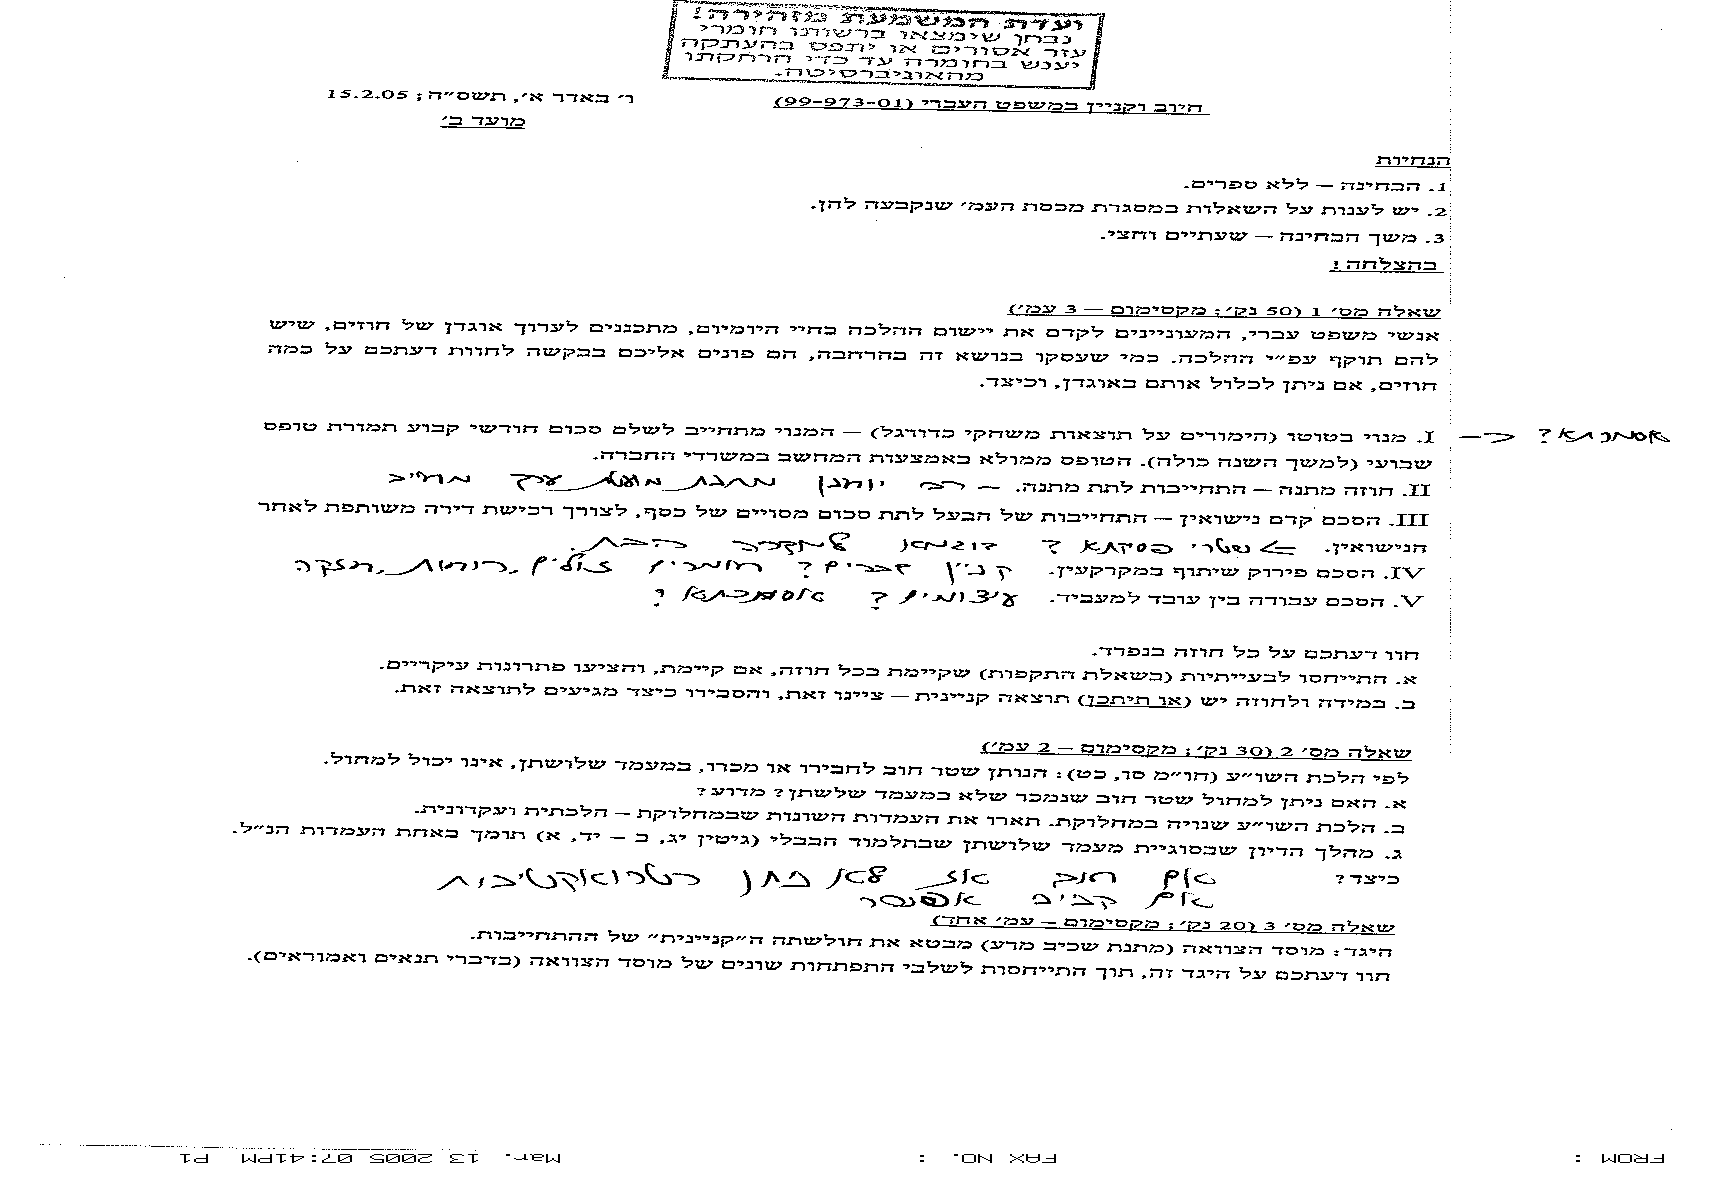 ועדת המשמעת מזהירה!
נבחן שימצאו ברשותו חומרי
עזר אסורים או יתפס בהעתקה
יענש בחומרה עד כדי הרחקתו
מהאוניברסיטה.
חיוב וקניין במשפט העברי (99-973-01)
ו׳ באדר א׳, תשס״ה; 15.2.05
מועד ב׳
הנחיות
1. הבחינה – ללא ספרים.
2. יש לענות על השאלות במסגרת מכסת העמ׳ שנקבעה להן.
3. משך הבחינה – שעתיים וחצי.
בהצלחה!
שאלה מס׳ 1 (50 נק׳; מקסימום – 3 עמ׳)
אנשי משפט עברי, המעוניינים לקדם את יישום ההלכה בחיי היומיום, מתכננים לערוך אוגדן של חוזים, שיש
להם תוקף עפ״י ההלכה. כמי שעסקו בנושא זה בהרחבה, הם פונים אליכם בבקשה לחוות דעתכם על כמה
חוזים, אם ניתן לכלול אותם באוגדן, וכיצד.
אסמכתא?
I. מנוי בטוטו (הימורים על תוצאות משחקי כדורגל) – המנוי מתחייב לשלם סכום חודשי קבוע תמורת טופס
שבועי (למשך השנה כולה). הטופס ממולא באמצעות המחשב במשרדי החברה.
II. חוזה מתנה – התחייבות לתת מתנה. – רבי יוחנן מתנה מועטת ערך מחייב
III. הסכם קדם נישואין – התחייבות של הבעל לתת סכום מסויים של כסף, לצורך רכישת דירה משותפת לאחר
הנישואין. => שטרי פסיקתא? דוגמא
IV. הסכם פירוק שיתוף במקרקעין. קניין דברים? חומרים גוילים, רוחות, חזקה
V. הסכם עבודה בין עובד למעביד. עיצומים? אסמכתא?
חוו דעתכם על כל חוזה בנפרד.
א. התייחסו לבעייתיות (בשאלת התקפות) שקיימת בכל חוזה, אם קיימת, והציעו פתרונות עיקריים.
ב. במידה ולחוזה יש (או תיתכן) תוצאה קניינית – ציינו זאת, והסבירו כיצד מגיעים לתוצאה זאת.
שאלה מס׳ 2 (30 נק׳; מקסימום – 2 עמ׳)
לפי הלכת השו״ע (חו״מ סו, כט): הנותן שטר חוב לחבירו או מכרו, במעמד שלושתן, אינו יכול למחול.
א. האם ניתן למחול שטר חוב שנמכר שלא במעמד שלשתן? מדוע?
ב. הלכת השו״ע שנויה במחלוקת. תארו את העמדות השונות שבמחלוקת – הלכתית ועקרונית.
ג. מהלך הדיון שבסוגיית מעמד שלושתן שבתלמוד הבבלי (גיטין יג, ב – יד, א) תומך באחת העמדות הנ״ל.
כיצד? אם חוב אז לא רטרואקטיבות
אם קניין אפשר
שאלה מס׳ 3 (20 נק׳; מקסימום – עמ׳ אחד)
היגד: מוסד הצוואה (מתנת שכיב מרע) מבטא את חולשתה ה״קניינית״ של ההתחייבות.
חוו דעתכם על היגד זה, תוך התייחסות לשלבי התפתחות שונים של מוסד הצוואה (בדברי תנאים ואמוראים).
FROM : FAX NO. : Mar. 13 2005 07:41PM P1